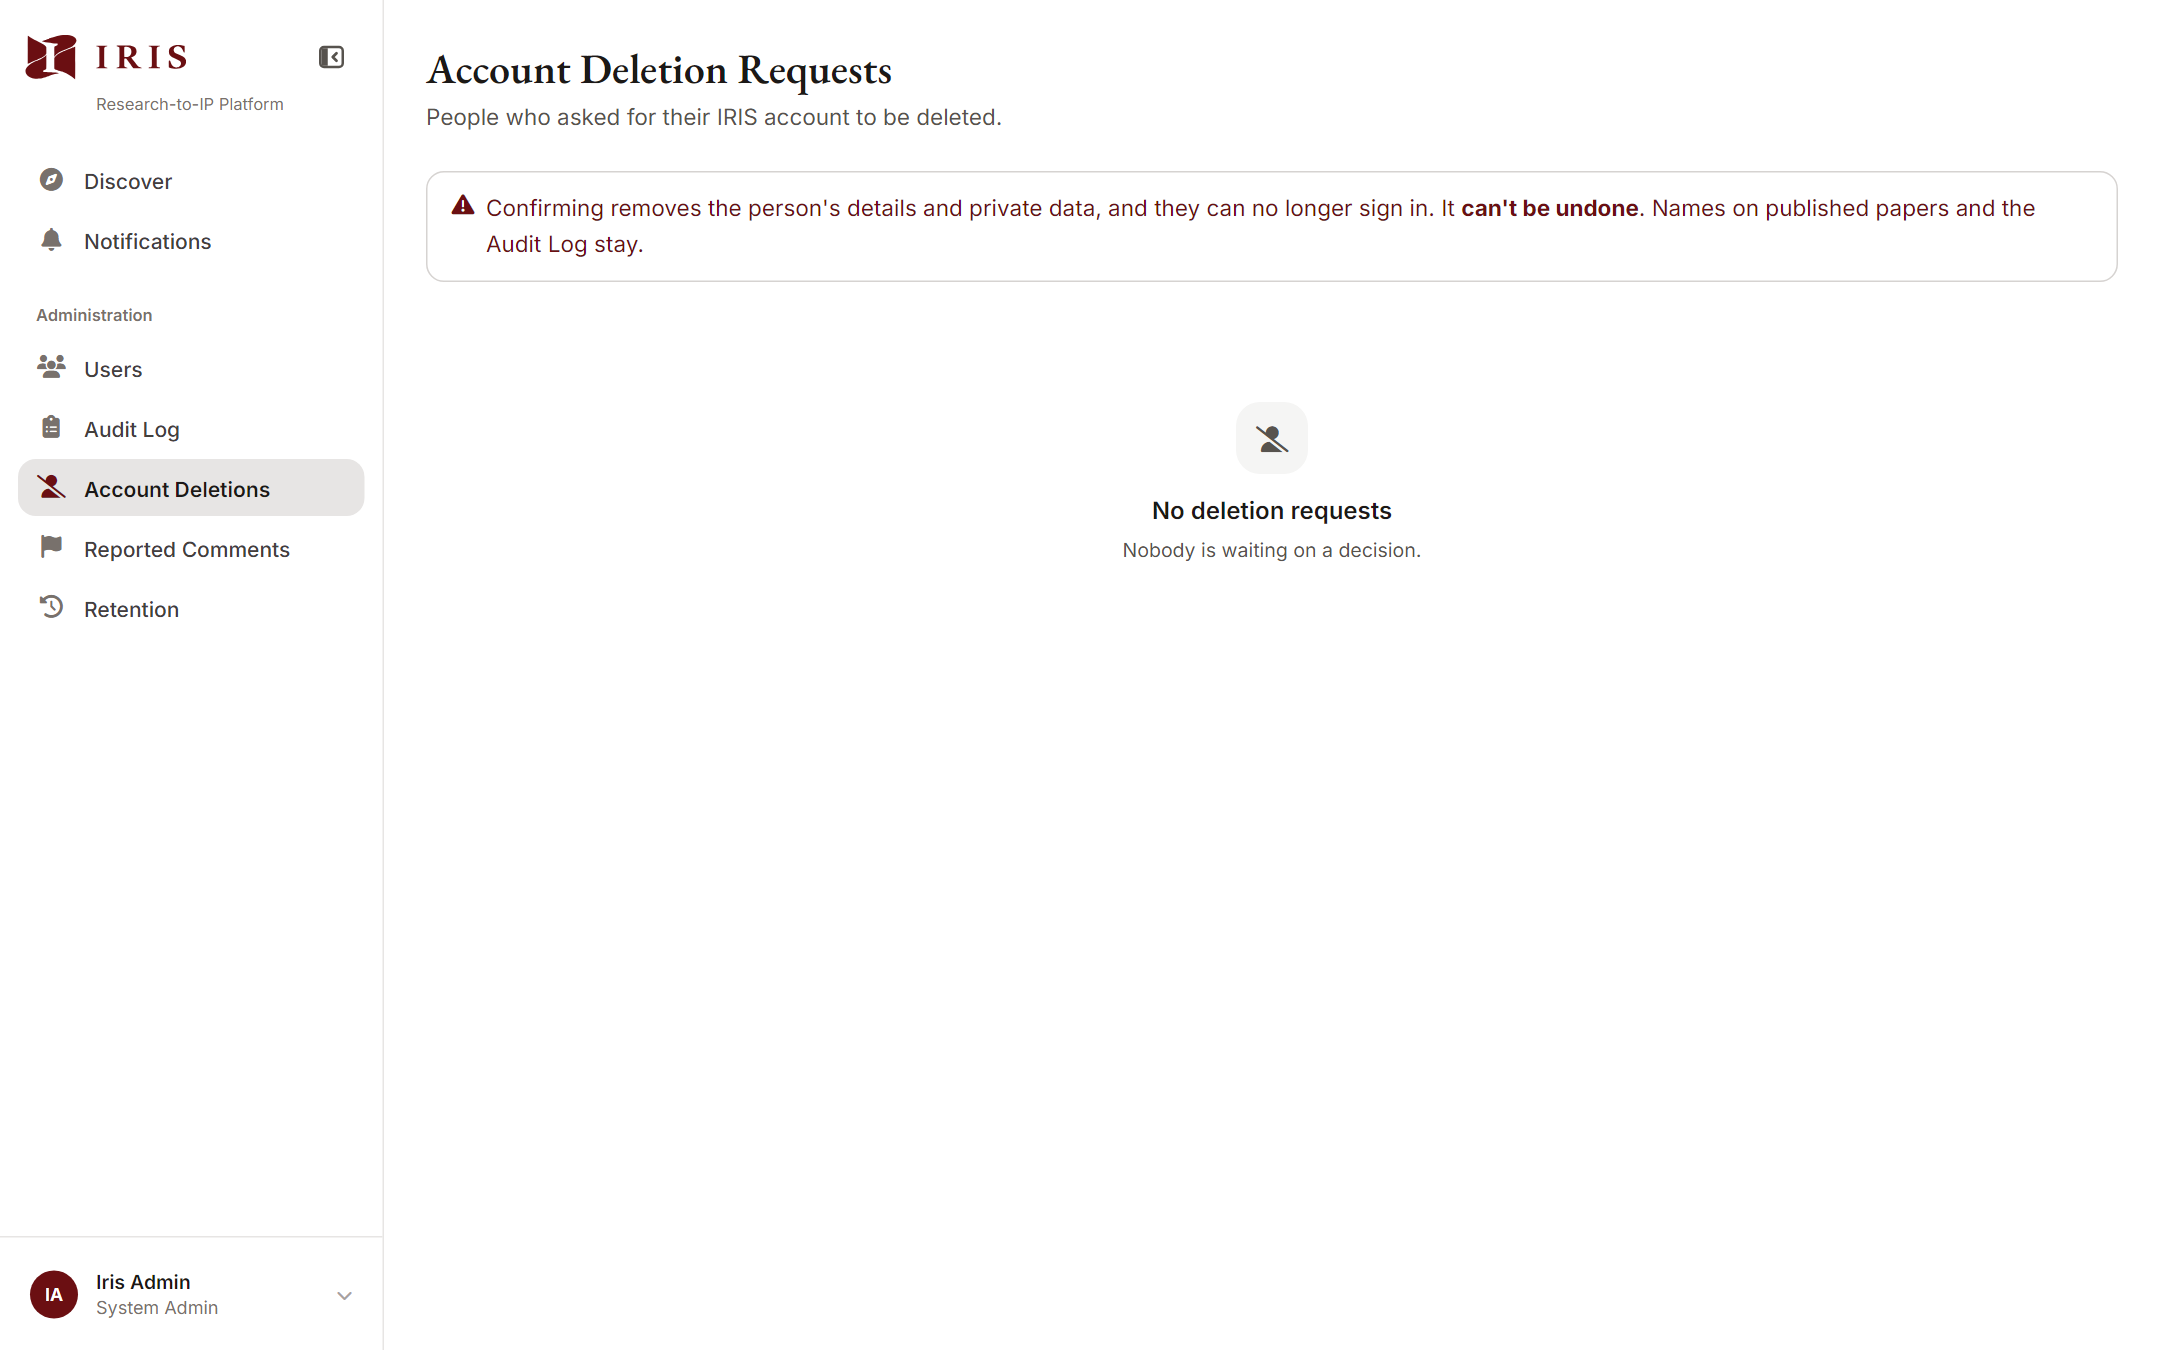 IRIS
Research-to-IP Platform
Discover
Notifications
Administration
Users
Audit Log
Account Deletions
Reported Comments
Retention
IA
Iris Admin
System Admin
Account Deletion Requests
People who asked for their IRIS account to be deleted.
Confirming removes the person's details and private data, and they can no longer sign in. It can't be undone. Names on published papers and the
Audit Log stay.
No deletion requests
Nobody is waiting on a decision.